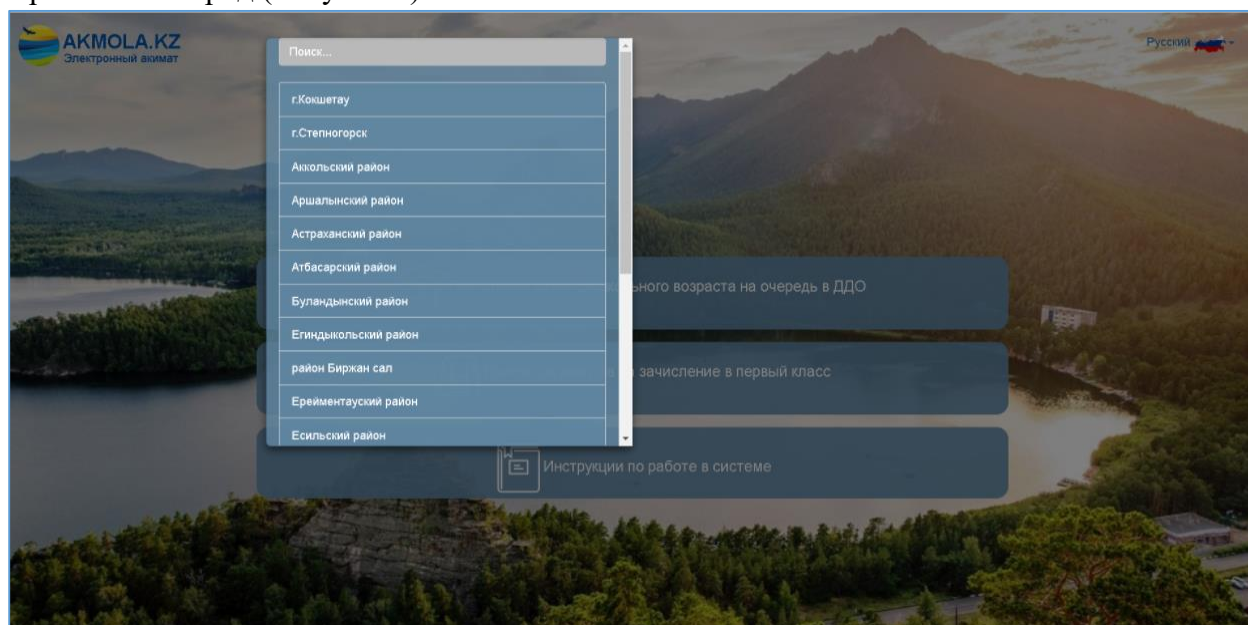 AKMOLA.KZ
Электронный акимат
Русский
Поиск...
г.Кокшетау
г.Степногорск
Аккольский район
Аршалынский район
Астраханский район
Атбасарский район
Буландынский район
Егиндыкольский район
район Биржан сал
Ерейментауский район
Есильский район
возраста на очередь в ДДО
зачисление в первый класс
Инструкции по работе в системе